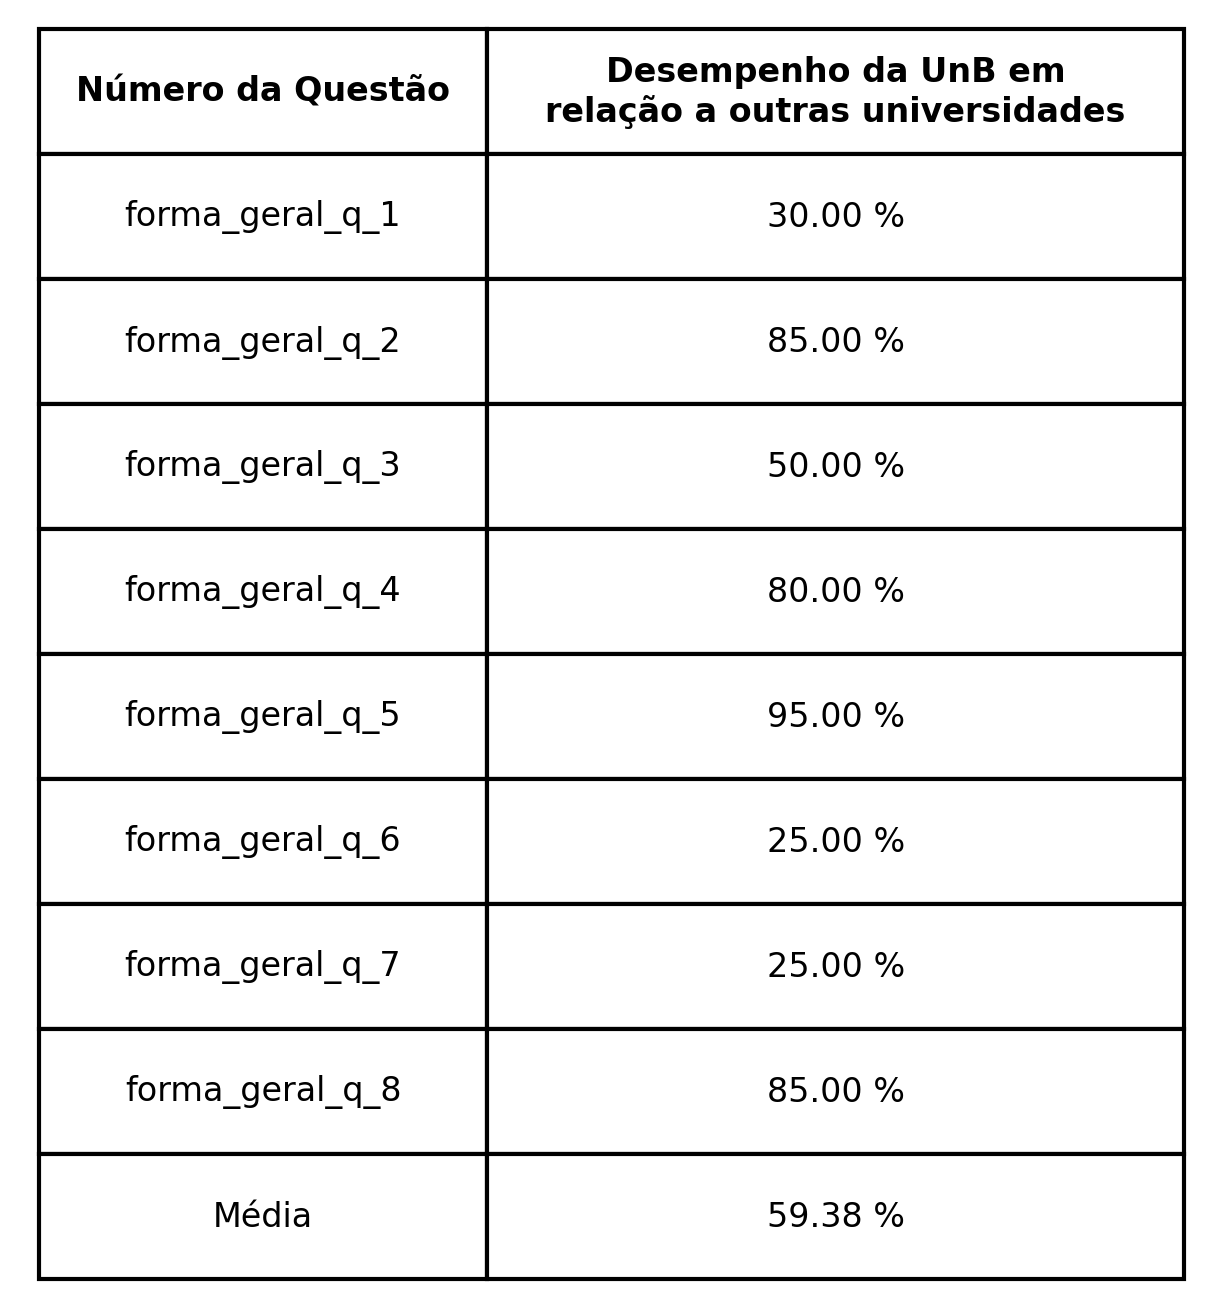 Número da Questão
Desempenho da UnB em
relação a outras universidades
forma_geral_q_1
30.00 %
forma_geral_q_2
85.00 %
forma_geral_q_3
50.00 %
forma_geral_q_4
80.00 %
forma_geral_q_5
95.00 %
forma_geral_q_6
25.00 %
forma_geral_q_7
25.00 %
forma_geral_q_8
85.00 %
Média
59.38 %